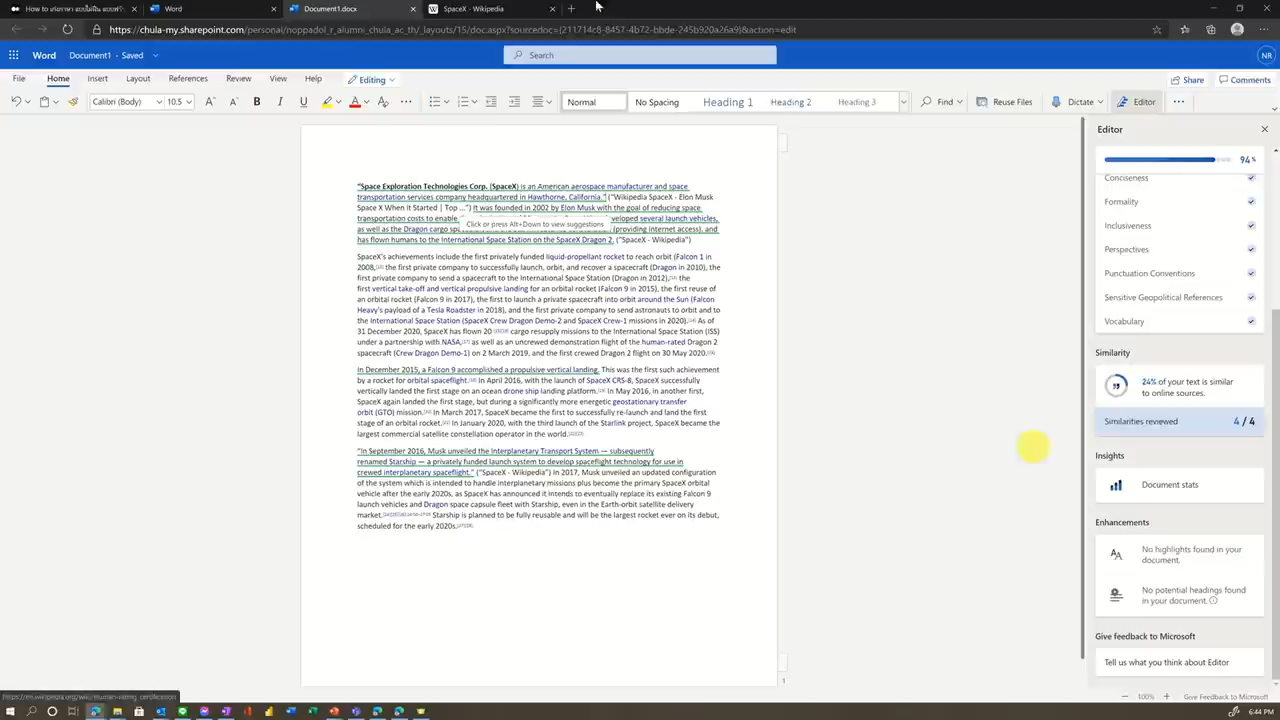 How to เก่งภาษา แบบไม่ฝืน
Word
Document1.docx
SpaceX - Wikipedia
https://chula-my.sharepoint.com/personal/noppadol_r_alumni_chula_ac_th/_layouts/15/doc.aspx?sourcedoc={211714c8-8457-4b72-bbde-245b920a26a9}&action=edit
Word Document1 - Saved
Search
NR
File Home Insert Layout References Review View Help Editing
Share Comments
Calibri (Body) 10.5 B I U A Normal No Spacing Heading 1 Heading 2 Heading 3 Find Reuse Files Dictate Editor
"Space Exploration Technologies Corp. (SpaceX) is an American aerospace manufacturer and space
transportation services company headquartered in Hawthorne, California." ("Wikipedia SpaceX - Elon Musk
Space X When It Started | Top ...") It was founded in 2002 by Elon Musk with the goal of reducing space
transportation costs to enable
veloped several launch vehicles,
Click or press Alt+Down to view suggestions
as well as the Dragon cargo
(providing Internet access), and
has flown humans to the International Space Station on the SpaceX Dragon 2. ("SpaceX - Wikipedia")
SpaceX's achievements include the first privately funded liquid-propellant rocket to reach orbit (Falcon 1 in
2008, the first private company to successfully launch, orbit, and recover a spacecraft (Dragon in 2010), the
first private company to send a spacecraft to the International Space Station (Dragon in 2012), the
first vertical take-off and vertical propulsive landing for an orbital rocket (Falcon 9 in 2015), the first reuse of
an orbital rocket (Falcon 9 in 2017), the first to launch a private spacecraft into orbit around the Sun (Falcon
Heavy's payload of a Tesla Roadster in 2018), and the first private company to send astronauts to orbit and to
the International Space Station (SpaceX Crew Dragon Demo-2 and SpaceX Crew-1 missions in 2020). As of
31 December 2020, SpaceX has flown 20 cargo resupply missions to the International Space Station (ISS)
under a partnership with NASA, as well as an uncrewed demonstration flight of the human-rated Dragon 2
spacecraft (Crew Dragon Demo-1) on 2 March 2019, and the first crewed Dragon 2 flight on 30 May 2020.
In December 2015, a Falcon 9 accomplished a propulsive vertical landing. This was the first such achievement
by a rocket for orbital spaceflight. In April 2016, with the launch of SpaceX CRS-8, SpaceX successfully
vertically landed the first stage on an ocean drone ship landing platform. In May 2016, in another first,
SpaceX again landed the first stage, but during a significantly more energetic geostationary transfer
orbit (GTO) mission. In March 2017, SpaceX became the first to successfully re-launch and land the first
stage of an orbital rocket. In January 2020, with the third launch of the Starlink project, SpaceX became the
largest commercial satellite constellation operator in the world.
"In September 2016, Musk unveiled the Interplanetary Transport System — subsequently
renamed Starship — a privately funded launch system to develop spaceflight technology for use in
crewed interplanetary spaceflight." ("SpaceX - Wikipedia") In 2017, Musk unveiled an updated configuration
of the system which is intended to handle interplanetary missions plus become the primary SpaceX orbital
vehicle after the early 2020s, as SpaceX has announced it intends to eventually replace its existing Falcon 9
launch vehicles and Dragon space capsule fleet with Starship, even in the Earth-orbit satellite delivery
market. Starship is planned to be fully reusable and will be the largest rocket ever on its debut,
scheduled for the early 2020s.
1
Editor
94%
Conciseness
Formality
Inclusiveness
Perspectives
Punctuation Conventions
Sensitive Geopolitical References
Vocabulary
Similarity
24% of your text is similar
to online sources.
Similarities reviewed 4 / 4
Insights
Document stats
Enhancements
No highlights found in your
document.
No potential headings found
in your document.
Give feedback to Microsoft
Tell us what you think about Editor
https://en.wikipedia.org/wiki/Human-rating_certification
100% Give Feedback to Microsoft
6:44 PM